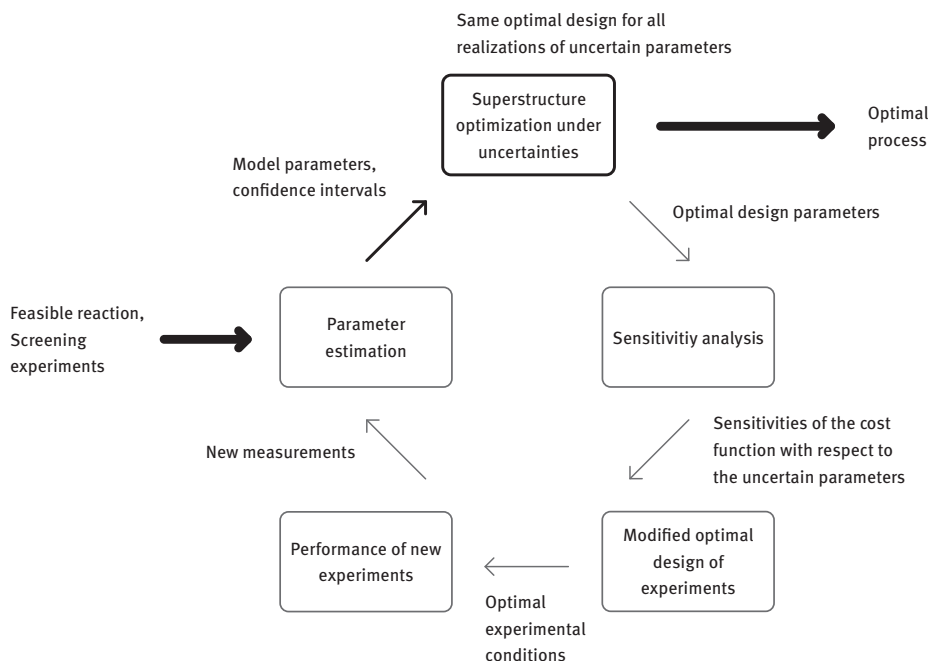 Same optimal design for all
realizations of uncertain parameters
Superstructure
optimization under
uncertainties
Optimal
process
Model parameters,
confidence intervals
Optimal design parameters
Feasible reaction,
Screening
experiments
Parameter
estimation
Sensitivitiy analysis
Sensitivities of the cost
function with respect to
the uncertain parameters
New measurements
Performance of new
experiments
Modified optimal
design of
experiments
Optimal
experimental
conditions